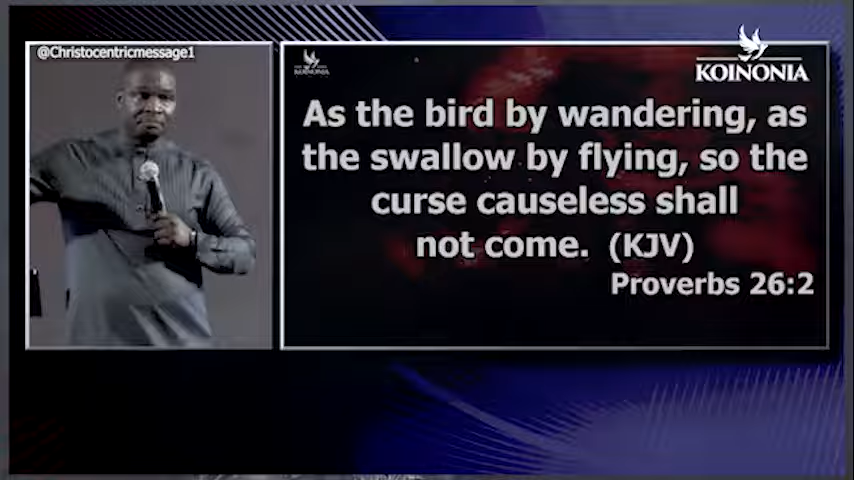 @Christocentricmessage1
KOINONIA
KOINONIA
As the bird by wandering, as
the swallow by flying, so the
curse causeless shall
not come. (KJV)
Proverbs 26:2